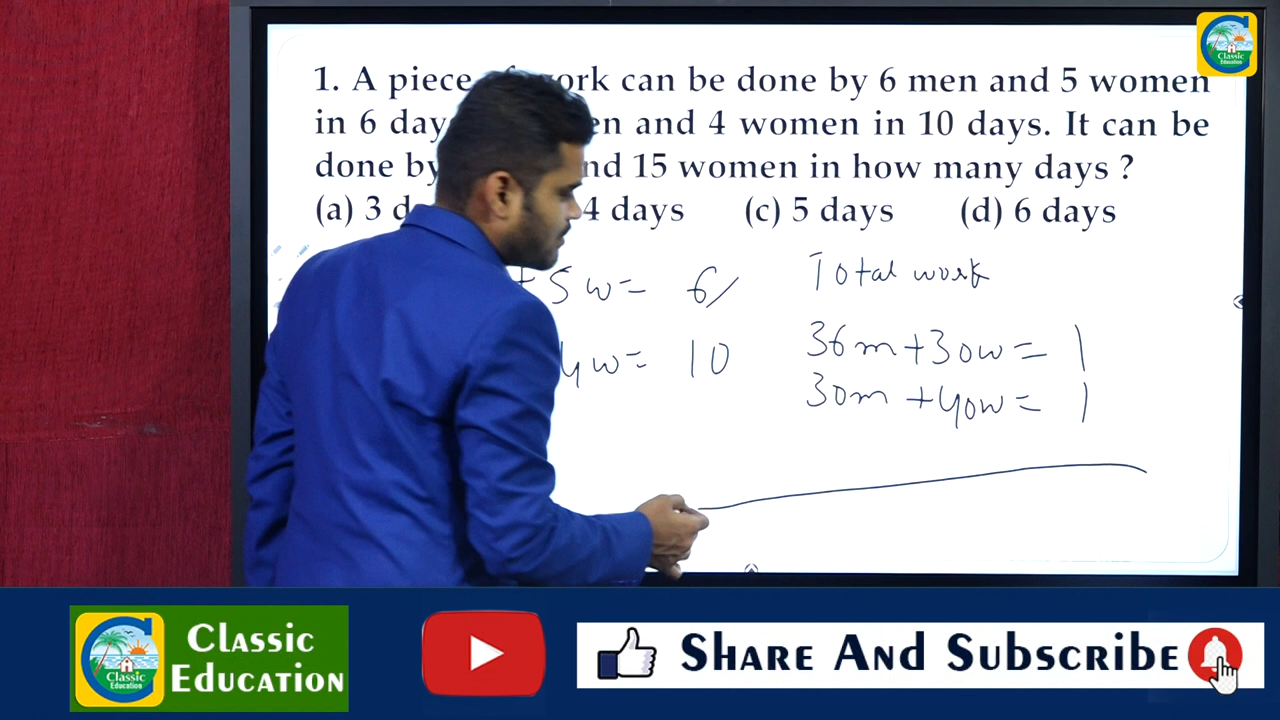 1. A piece work can be done by 6 men and 5 women
in 6 and 4 women in 10 days. It can be
done by 15 women in how many days ?
(a) 3 4 days (c) 5 days (d) 6 days
+ 5w = 6
4w = 10
Total work
36m + 30w = 1
30m + 40w = 1
Classic
Education
Classic
Education
Classic
Education
Share And Subscribe